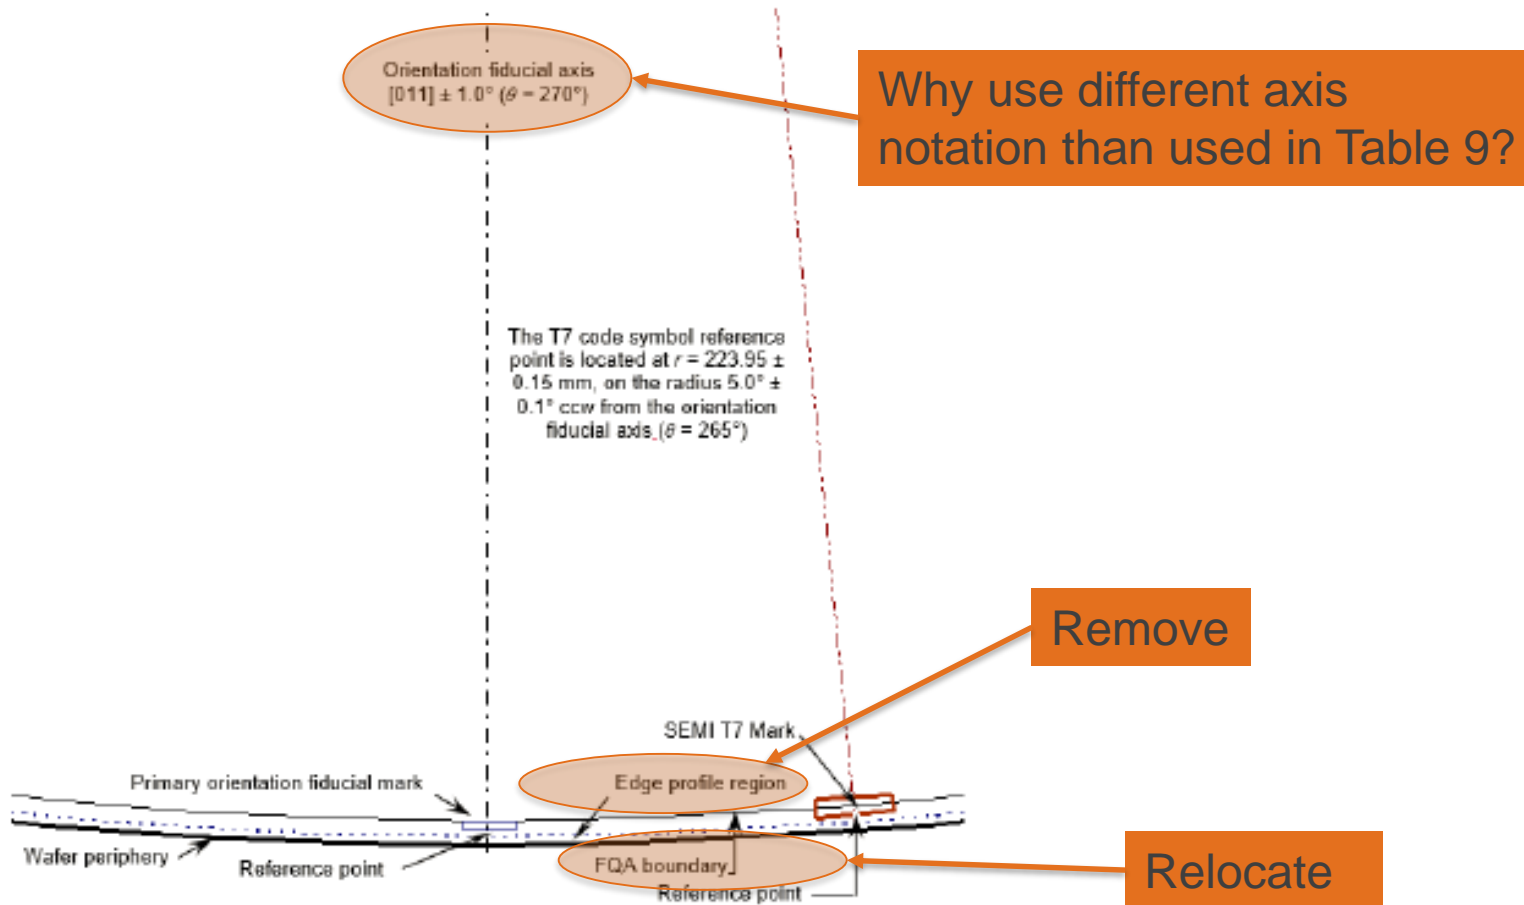 Orientation fiducial axis
[011] ± 1.0° (θ = 270°)
Why use different axis
notation than used in Table 9?
The T7 code symbol reference
point is located at r = 223.95 ±
0.15 mm, on the radius 5.0° ±
0.1° ccw from the orientation
fiducial axis (θ = 265°)
Remove
SEMI T7 Mark
Primary orientation fiducial mark
Edge profile region
Wafer periphery
Reference point
FQA boundary
Reference point
Relocate